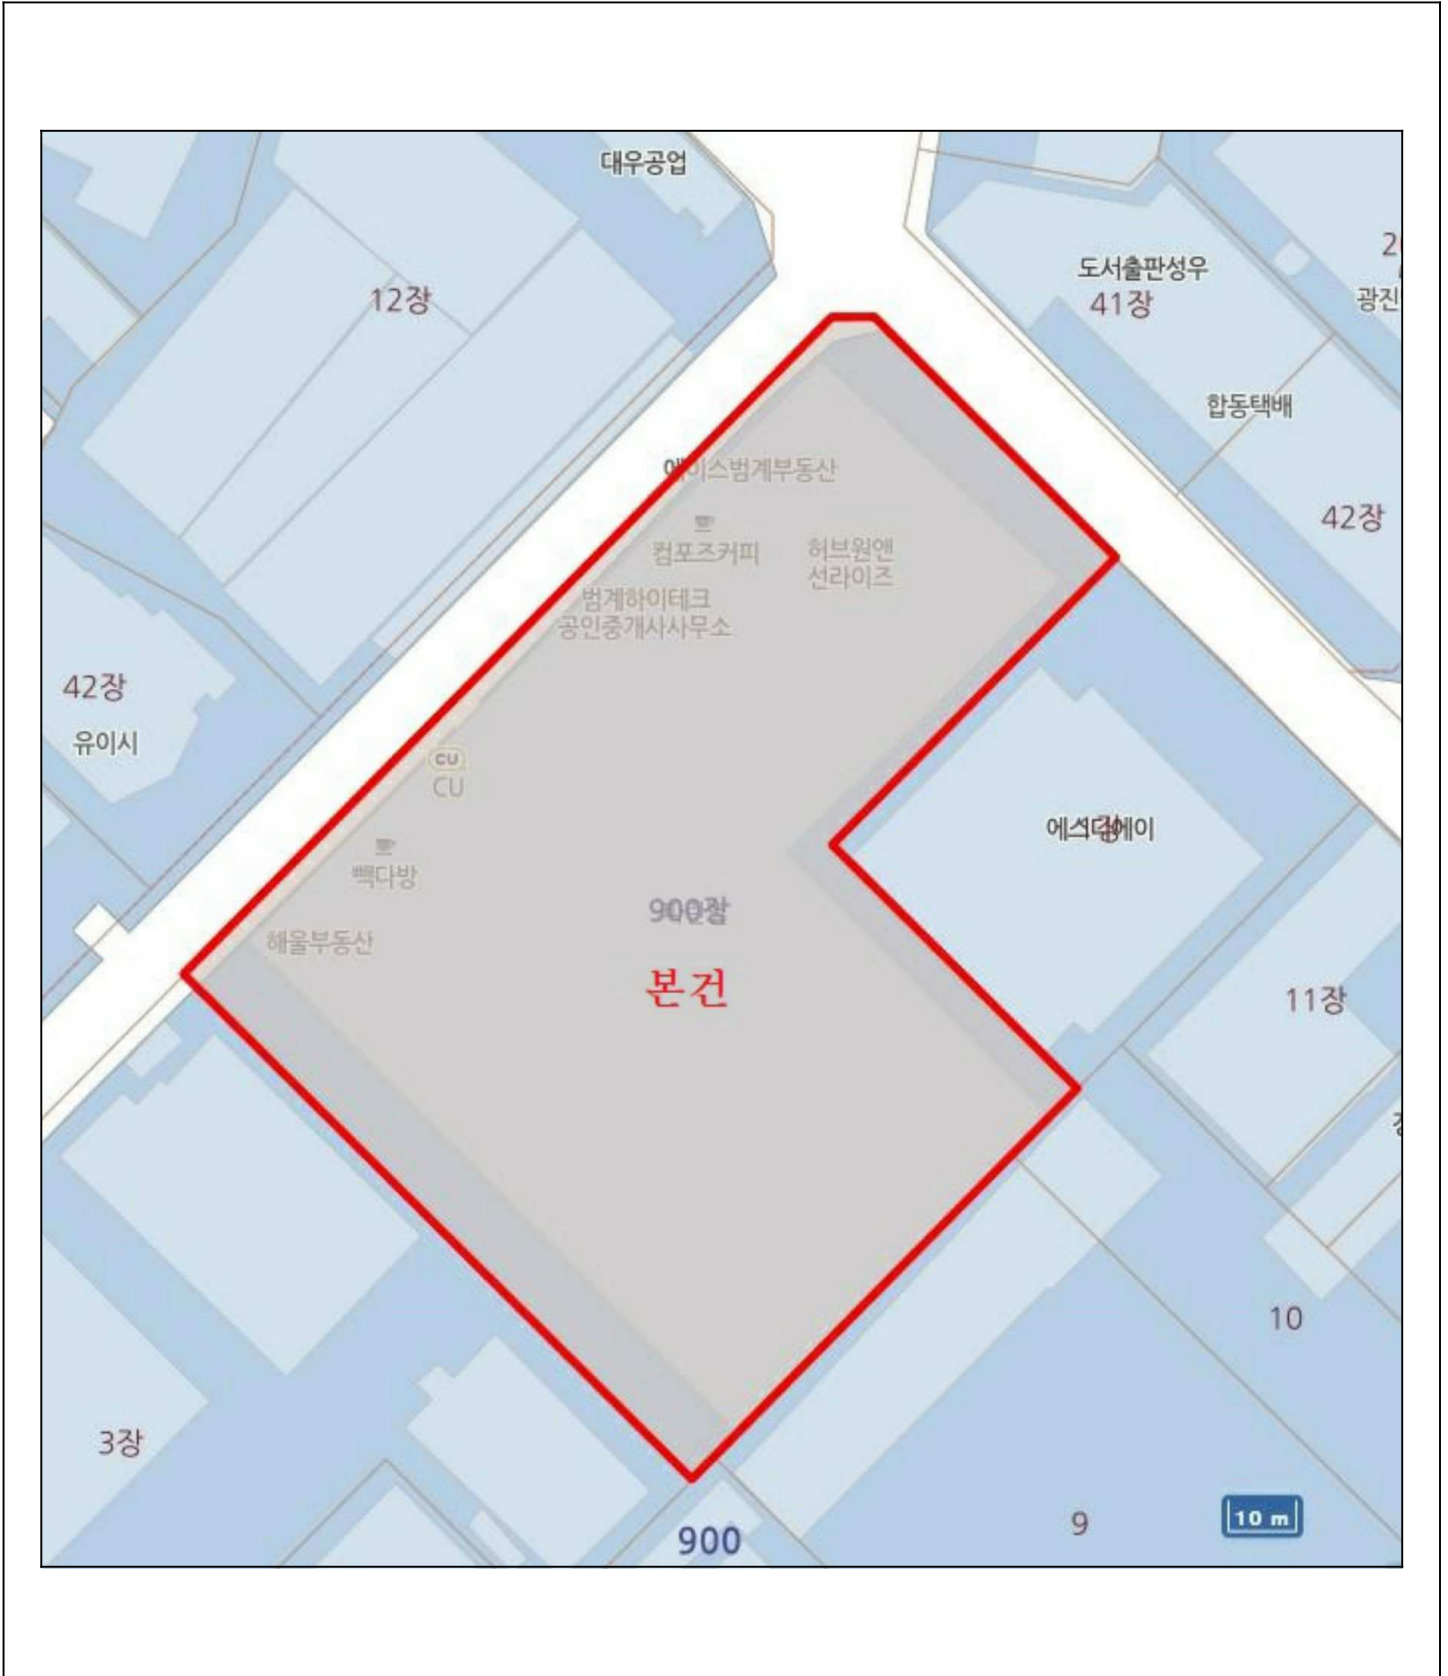 대우공업
도서출판성우
41장
광진
12장
합동택배
42장
에이스범계부동산
컴포즈커피
허브원앤
선라이즈
범계하이테크
공인중개사사무소
42장
유이시
CU
CU
빽다방
해울부동산
900장
본건
11장
10
3장
9
10 m
900